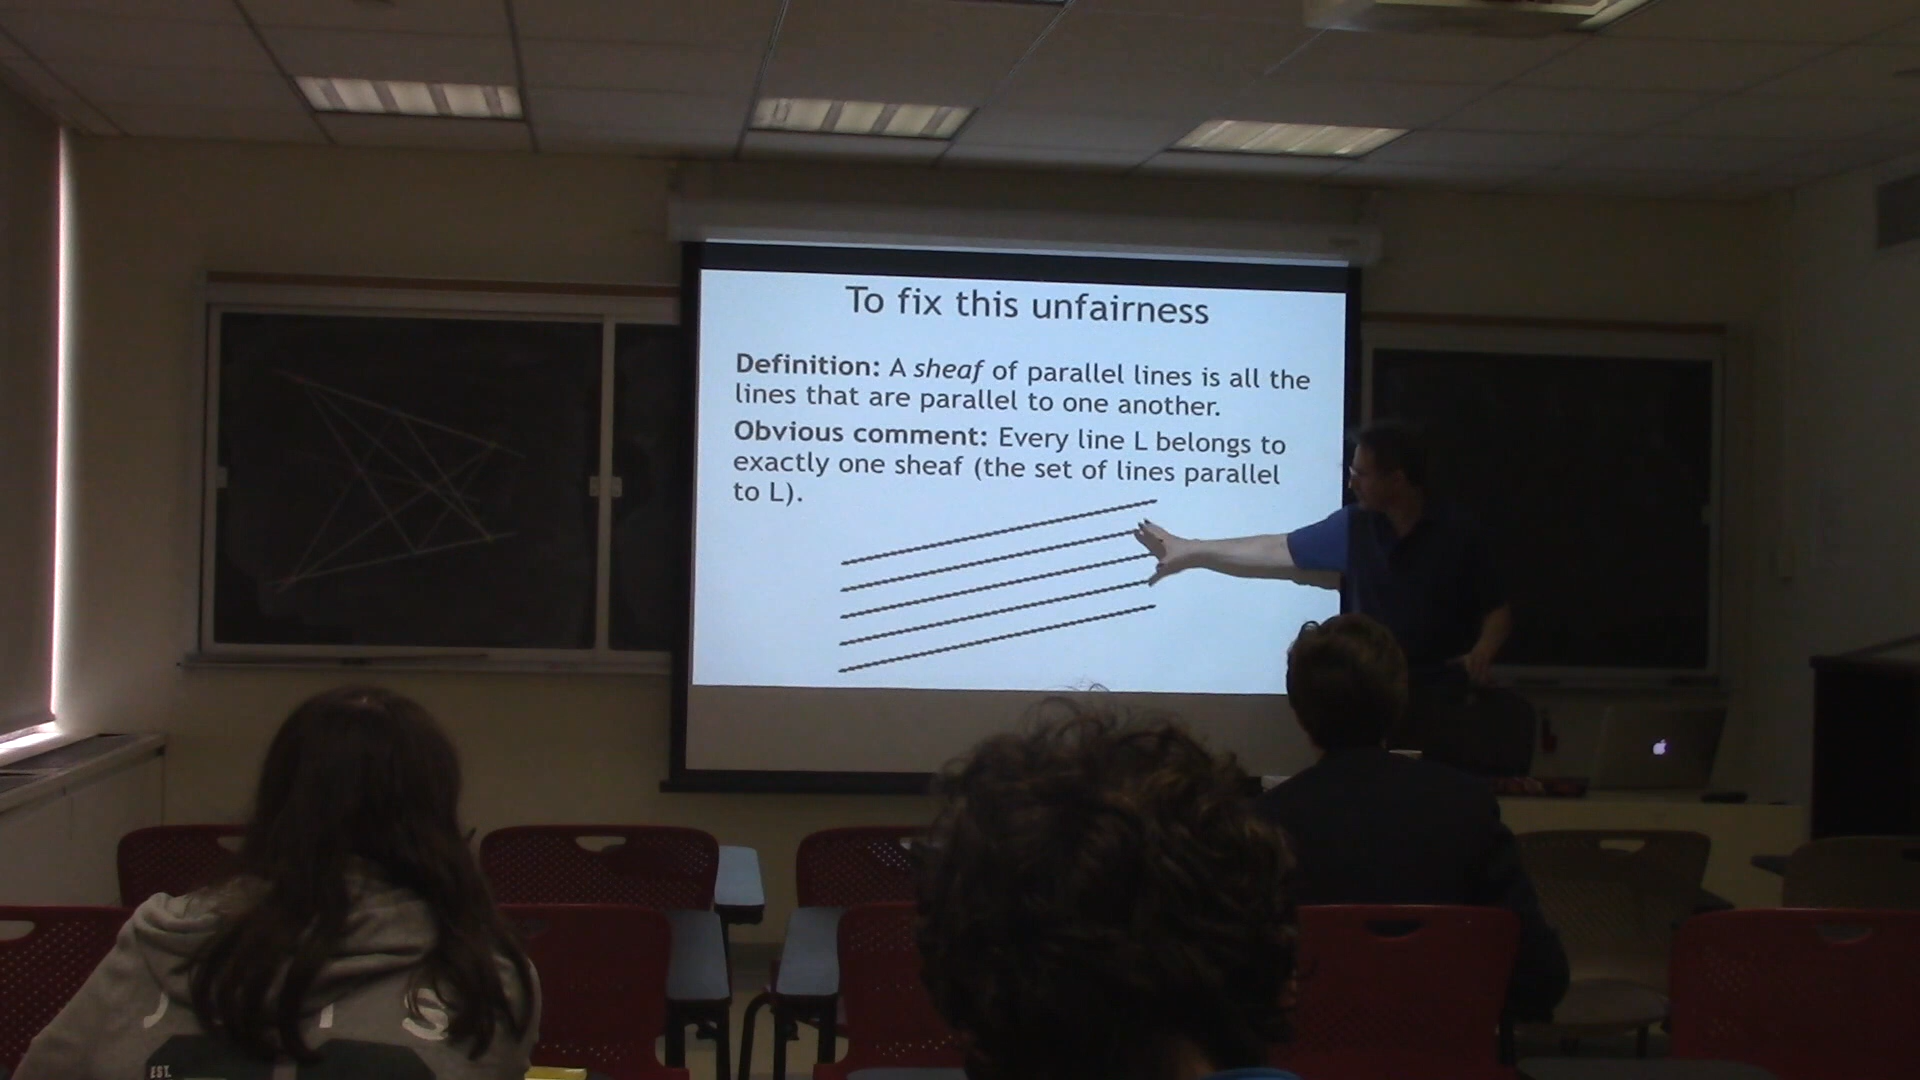 To fix this unfairness
Definition: A sheaf of parallel lines is all the
lines that are parallel to one another.
Obvious comment: Every line L belongs to
exactly one sheaf (the set of lines parallel
to L).
EST.